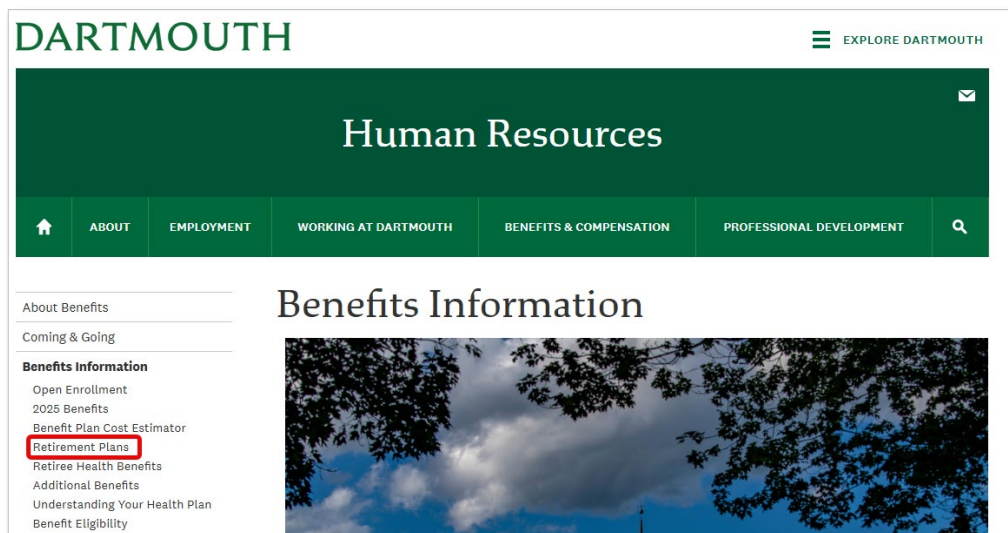 DARTMOUTH
EXPLORE DARTMOUTH
Human Resources
ABOUT
EMPLOYMENT
WORKING AT DARTMOUTH
BENEFITS & COMPENSATION
PROFESSIONAL DEVELOPMENT
About Benefits
Coming & Going
Benefits Information
Open Enrollment
2025 Benefits
Benefit Plan Cost Estimator
Retirement Plans
Retiree Health Benefits
Additional Benefits
Understanding Your Health Plan
Benefit Eligibility
Benefits Information